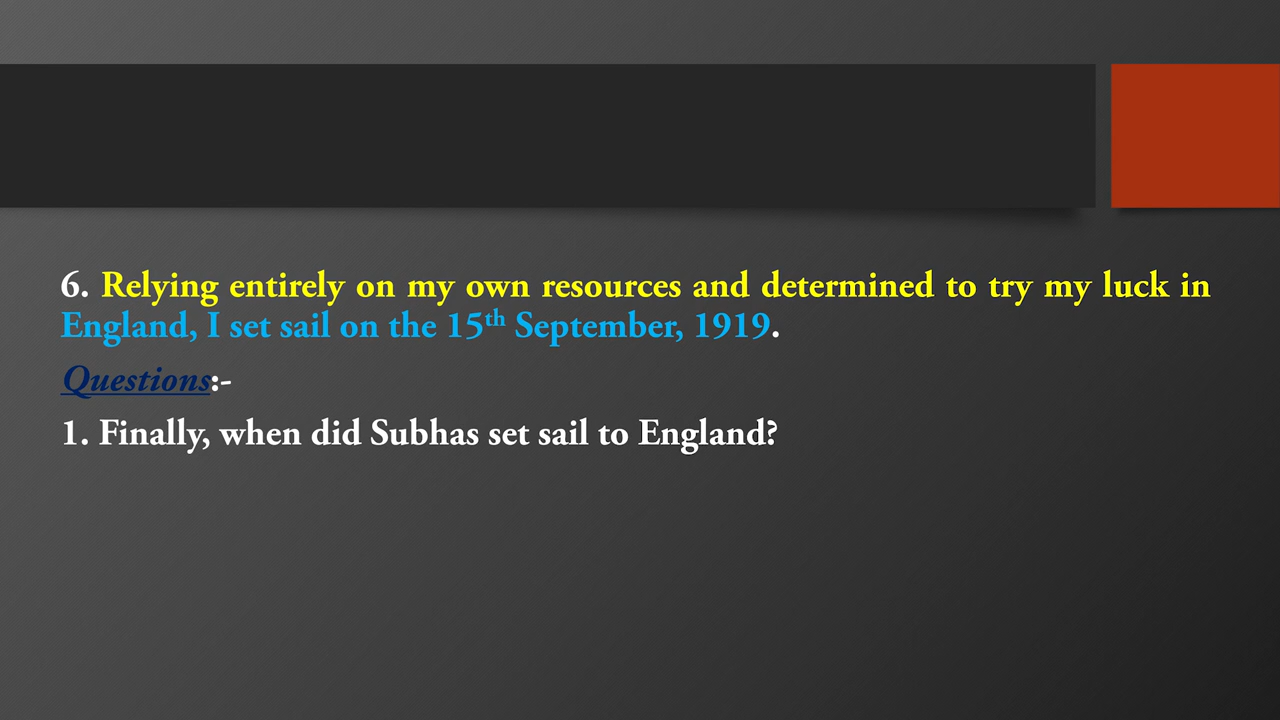 6. Relying entirely on my own resources and determined to try my luck in
England, I set sail on the 15th September, 1919.
Questions:-
1. Finally, when did Subhas set sail to England?